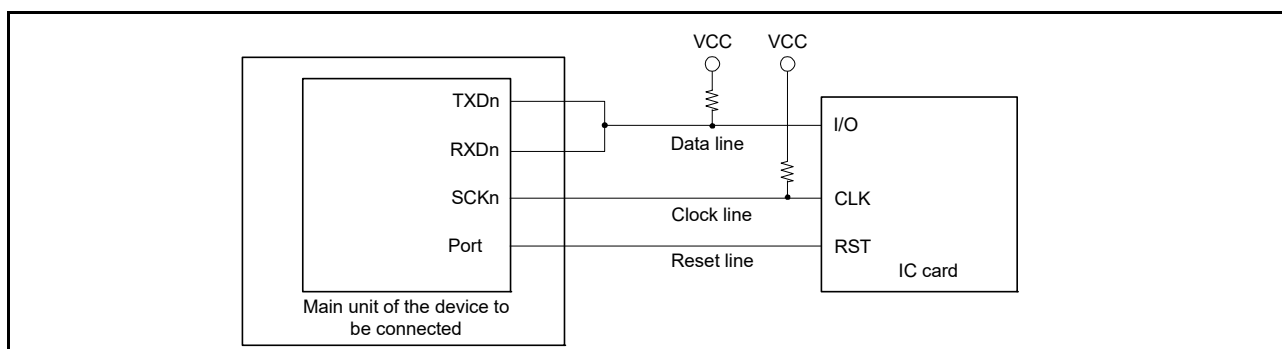 VCC
VCC
TXDn
RXDn
SCKn
Port
Data line
Clock line
Reset line
I/O
CLK
RST
IC card
Main unit of the device to
be connected